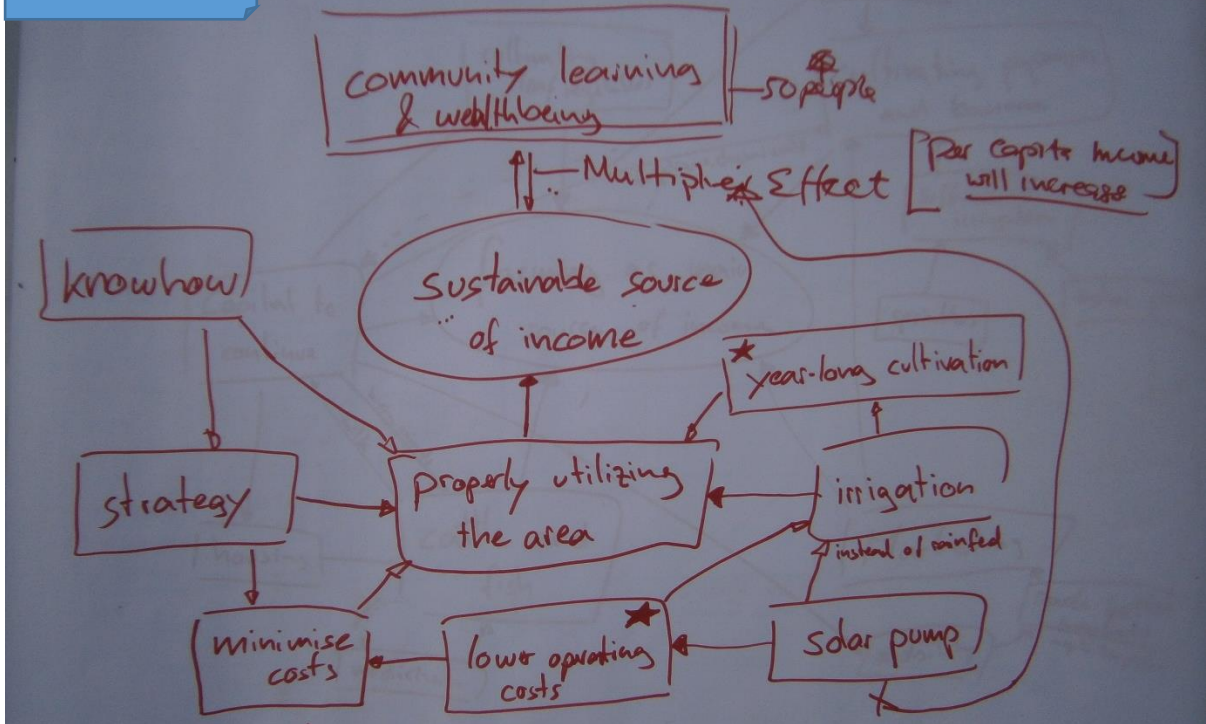 community learning
& wealthbeing
50 people
Multiplier Effect
[per capita income
will increase]
knowhow
sustainable source
of income
★ year-long cultivation
strategy
properly utilizing
the area
irrigation
instead of rainfed
minimise
costs
lower operating
costs
solar pump